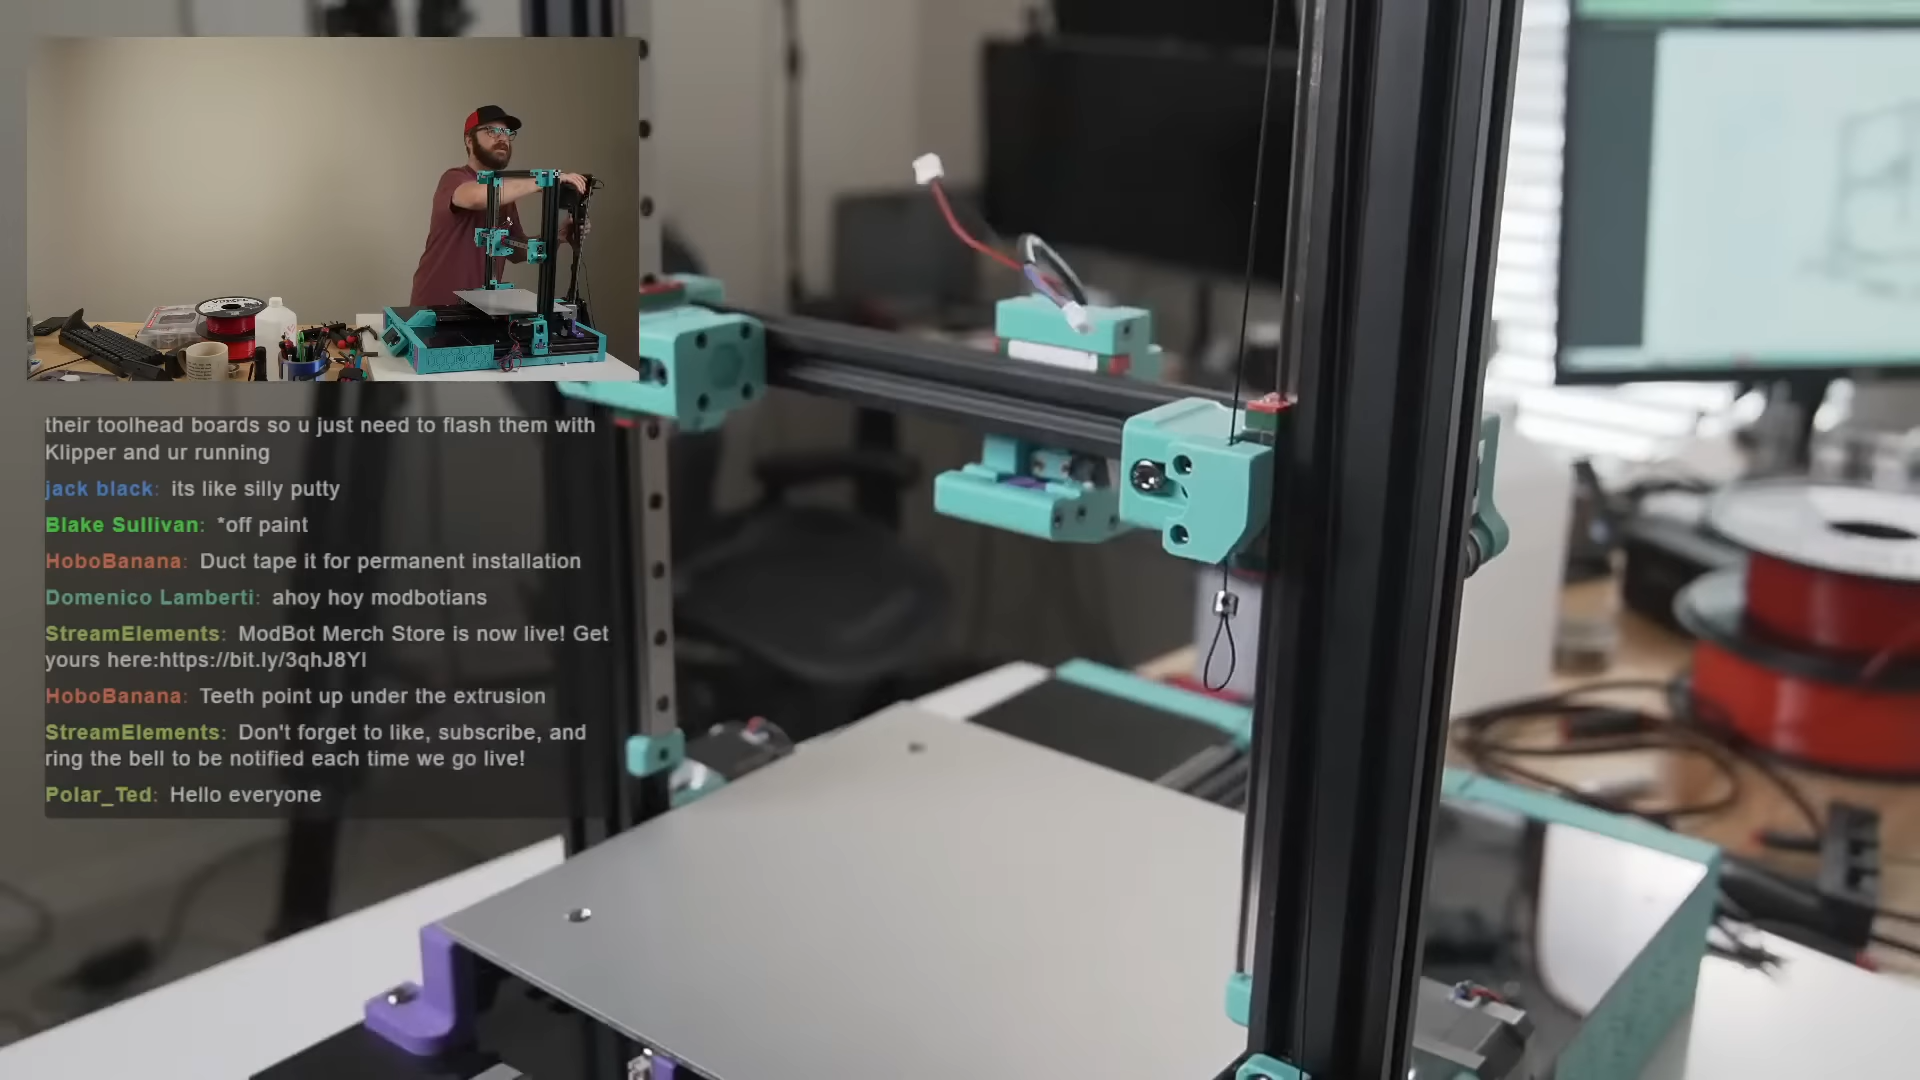 their toolhead boards so u just need to flash them with
Klipper and ur running
jack black: its like silly putty
Blake Sullivan: *off paint
HoboBanana: Duct tape it for permanent installation
Domenico Lamberti: ahoy hoy modbotians
StreamElements: ModBot Merch Store is now live! Get
yours here:https://bit.ly/3qhJ8Yl
HoboBanana: Teeth point up under the extrusion
StreamElements: Don't forget to like, subscribe, and
ring the bell to be notified each time we go live!
Polar_Ted: Hello everyone